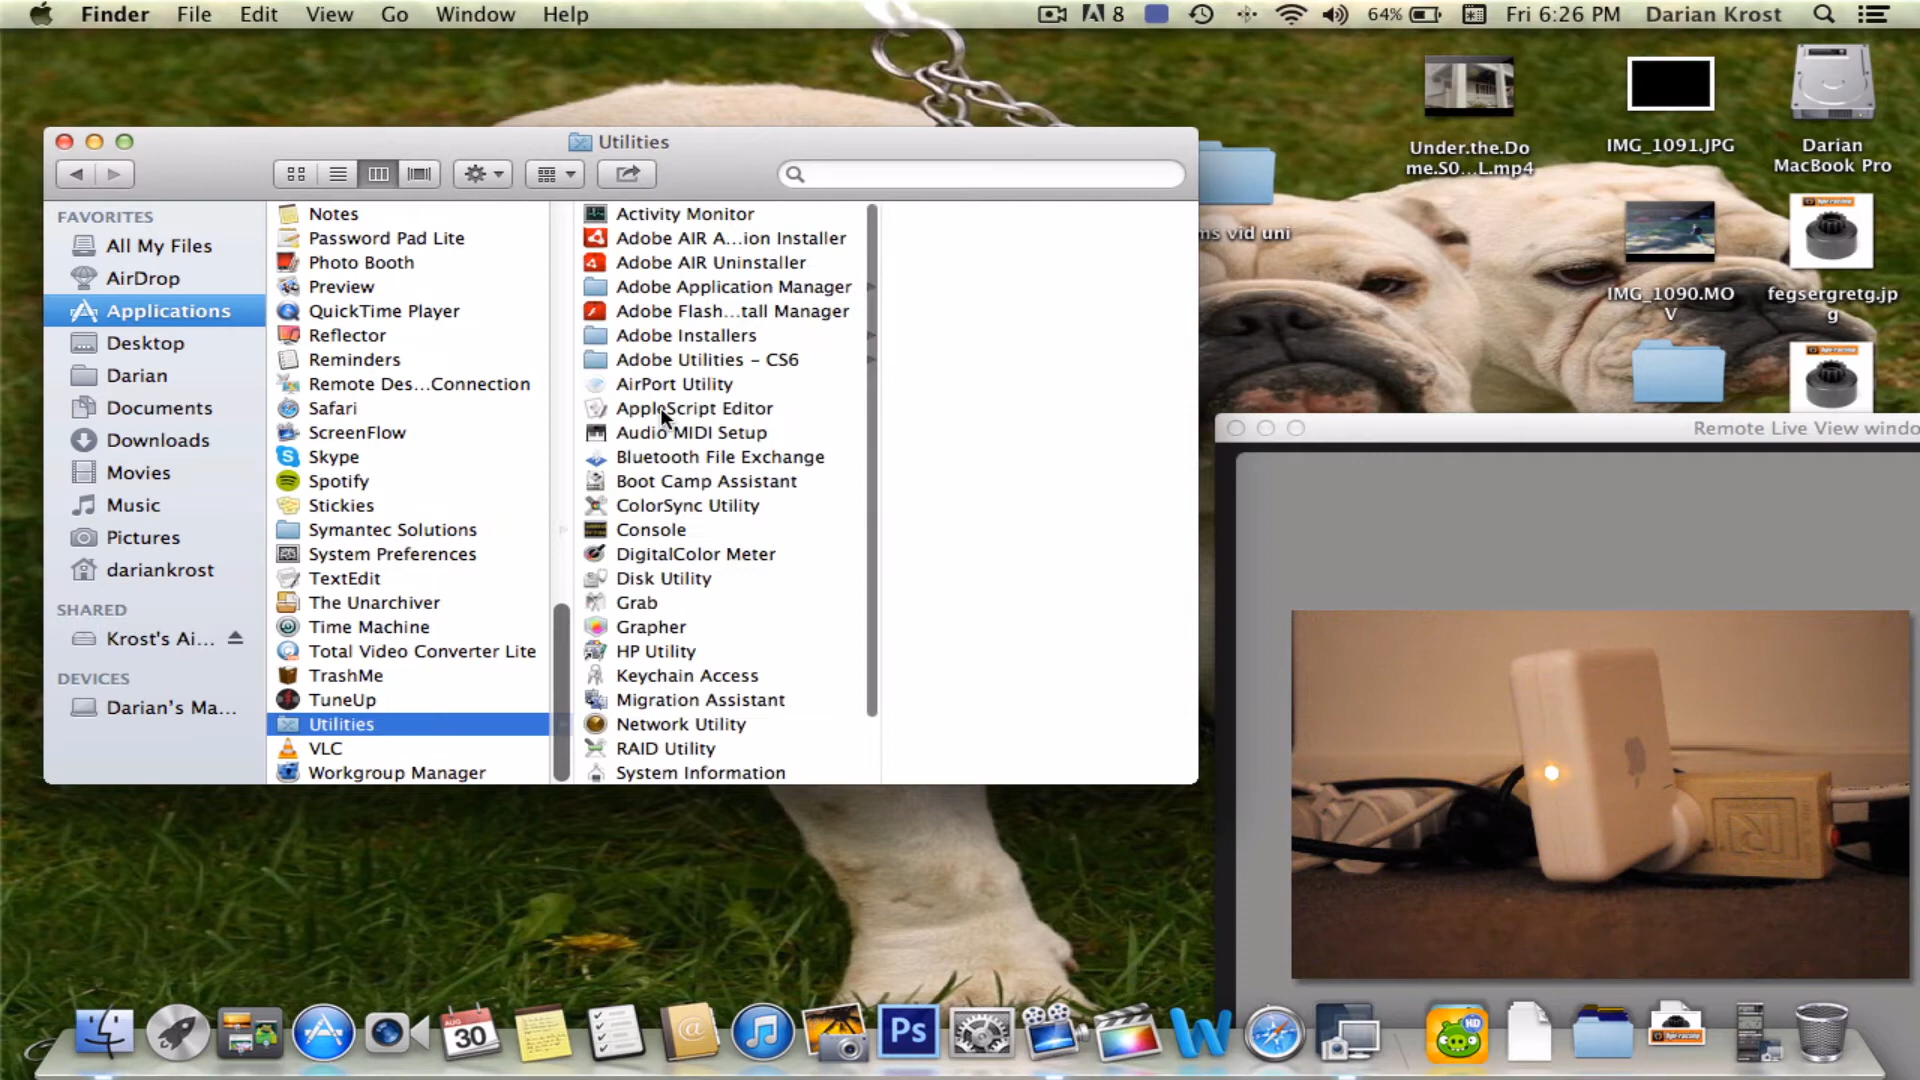 Finder File Edit View Go Window Help
8 64% Fri 6:26 PM Darian Krost
Utilities
FAVORITES
All My Files
AirDrop
Applications
Desktop
Darian
Documents
Downloads
Movies
Music
Pictures
dariankrost
SHARED
Krost's Ai...
DEVICES
Darian's Ma...
Notes
Password Pad Lite
Photo Booth
Preview
QuickTime Player
Reflector
Reminders
Remote Des...Connection
Safari
ScreenFlow
Skype
Spotify
Stickies
Symantec Solutions
System Preferences
TextEdit
The Unarchiver
Time Machine
Total Video Converter Lite
TrashMe
TuneUp
Utilities
VLC
Workgroup Manager
Activity Monitor
Adobe AIR A...ion Installer
Adobe AIR Uninstaller
Adobe Application Manager
Adobe Flash...tall Manager
Adobe Installers
Adobe Utilities – CS6
AirPort Utility
AppleScript Editor
Audio MIDI Setup
Bluetooth File Exchange
Boot Camp Assistant
ColorSync Utility
Console
DigitalColor Meter
Disk Utility
Grab
Grapher
HP Utility
Keychain Access
Migration Assistant
Network Utility
RAID Utility
System Information
Under.the.Do
me.S0...L.mp4
IMG_1091.JPG
Darian
MacBook Pro
ms vid uni
IMG_1090.MO
V
fegsergretg.jp
g
Remote Live View windo
AUG
30
Ps
HD